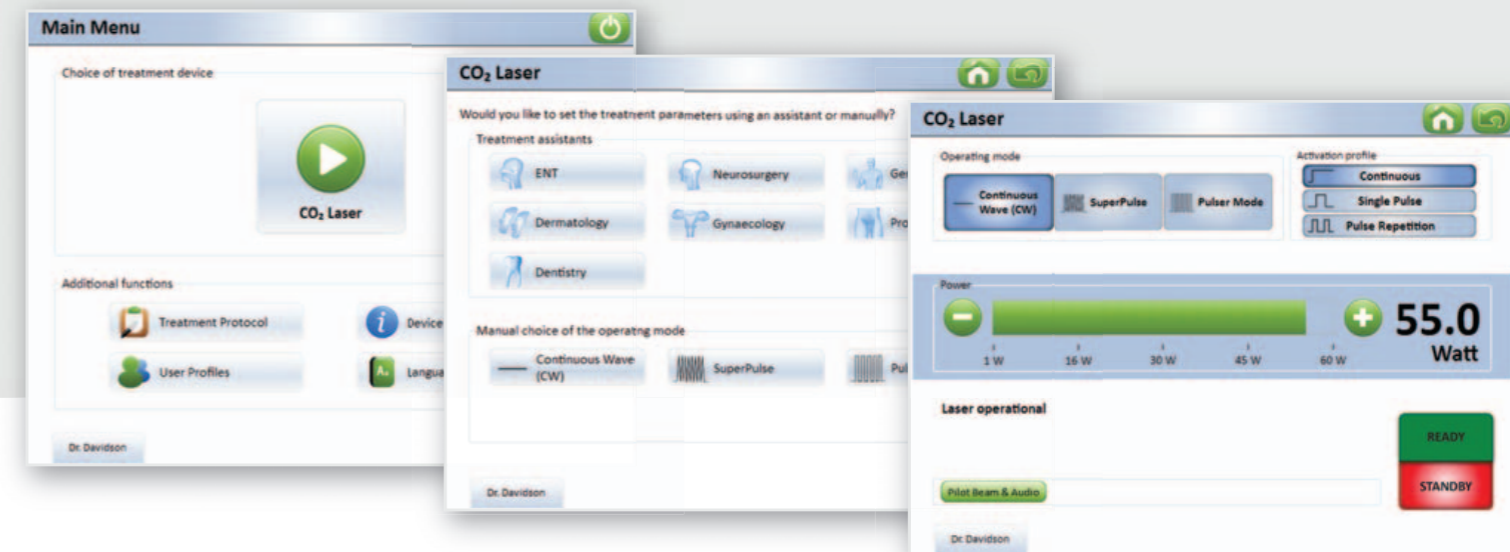 Main Menu
Choice of treatment device
CO₂ Laser
Additional functions
Treatment Protocol
Device
User Profiles
Dr. Davidson
CO₂ Laser
Would you like to set the treatment parameters using an assistant or manually?
Treatment assistants
ENT
Neurosurgery
Dermatology
Gynaecology
Dentistry
Manual choice of the operatng mode
Continuous Wave
(CW)
SuperPulse
Dr. Davidson
CO₂ Laser
Operating mode
Continuous
Wave (CW)
SuperPulse
Pulser Mode
Activation profile
Continuous
Single Pulse
Pulse Repetition
Power
55.0
Watt
1 W 16 W 30 W 45 W 60 W
Laser operational
READY
STANDBY
Pilot Beam & Audio
Dr. Davidson